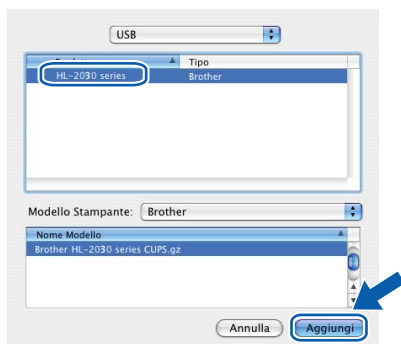 USB
Tipo
HL-2030 series Brother
Modello Stampante: Brother
Nome Modello
Brother HL-2030 series CUPS.gz
Annulla Aggiungi